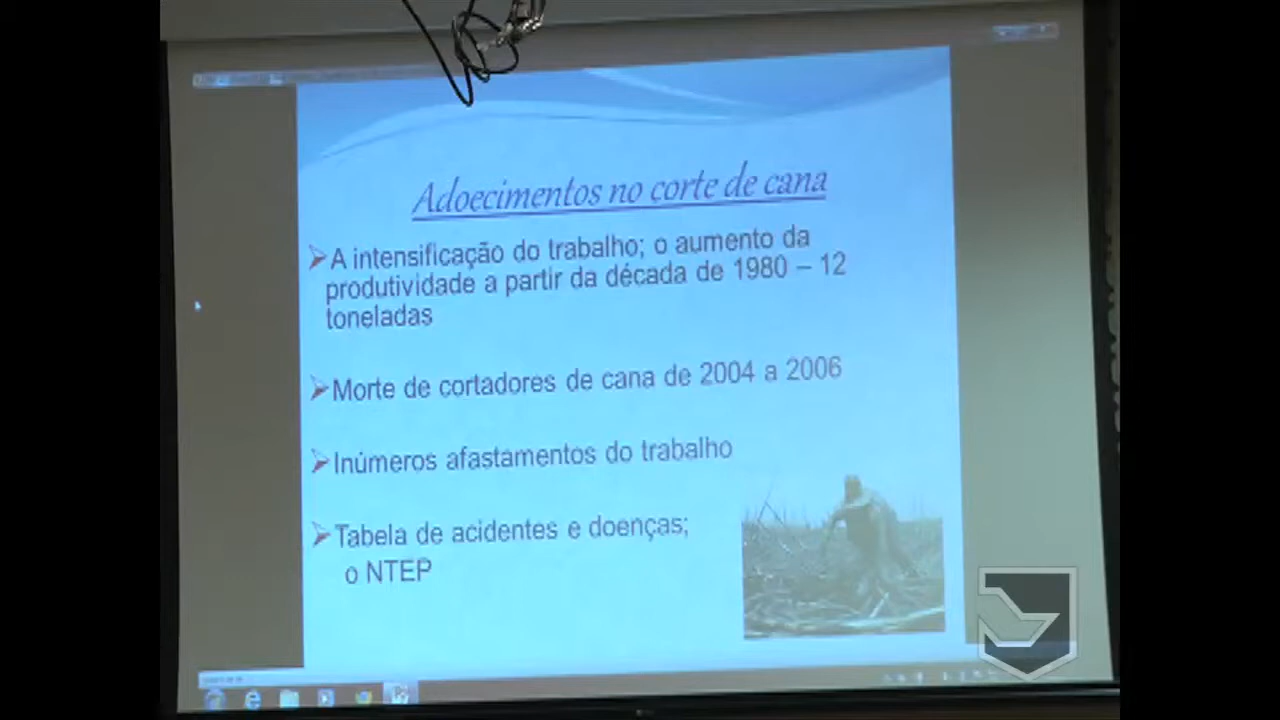 Adoecimentos no corte de cana
A intensificação do trabalho; o aumento da
produtividade a partir da década de 1980 – 12
toneladas
Morte de cortadores de cana de 2004 a 2006
Inúmeros afastamentos do trabalho
Tabela de acidentes e doenças;
o NTEP